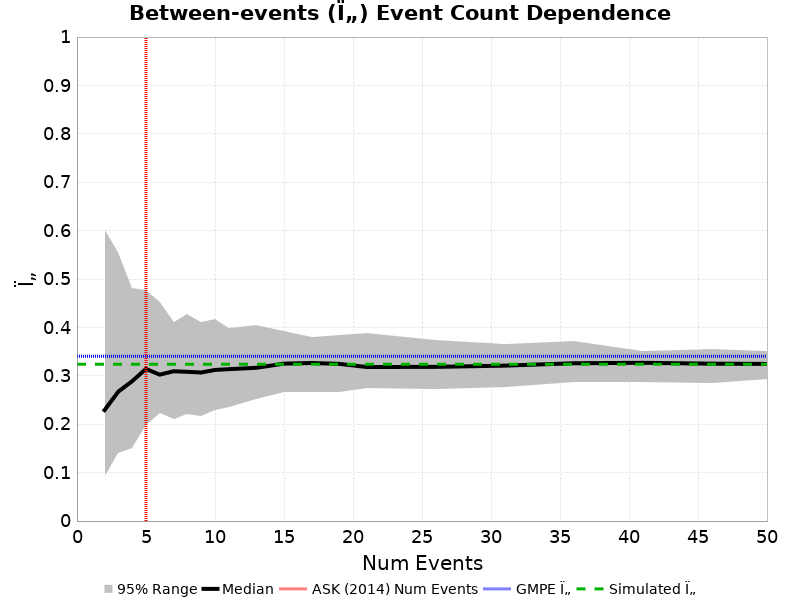 Between-events (Ï„) Event Count Dependence
1
0.9
0.8
0.7
0.6
0.5
0.4
0.3
0.2
0.1
0
Ï„
0 5 10 15 20 25 30 35 40 45 50
Num Events
95% Range Median ASK (2014) Num Events GMPE Ï„ Simulated Ï„